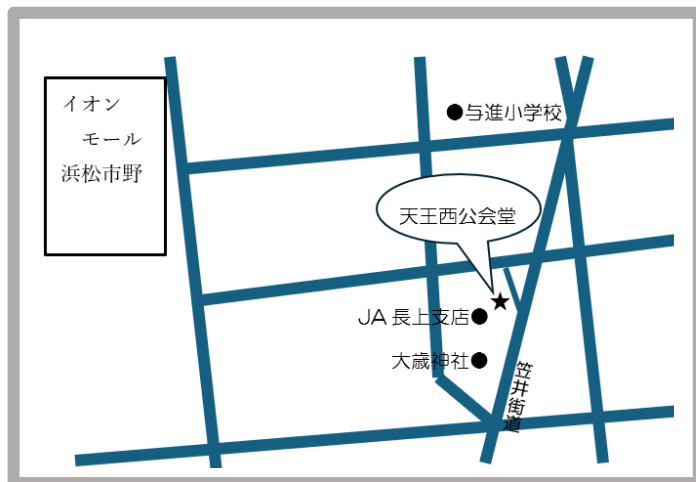 イオン
モール
浜松市野
●与進小学校
天王西公会堂
★
JA 長上支店●
大歳神社●
笠井街道